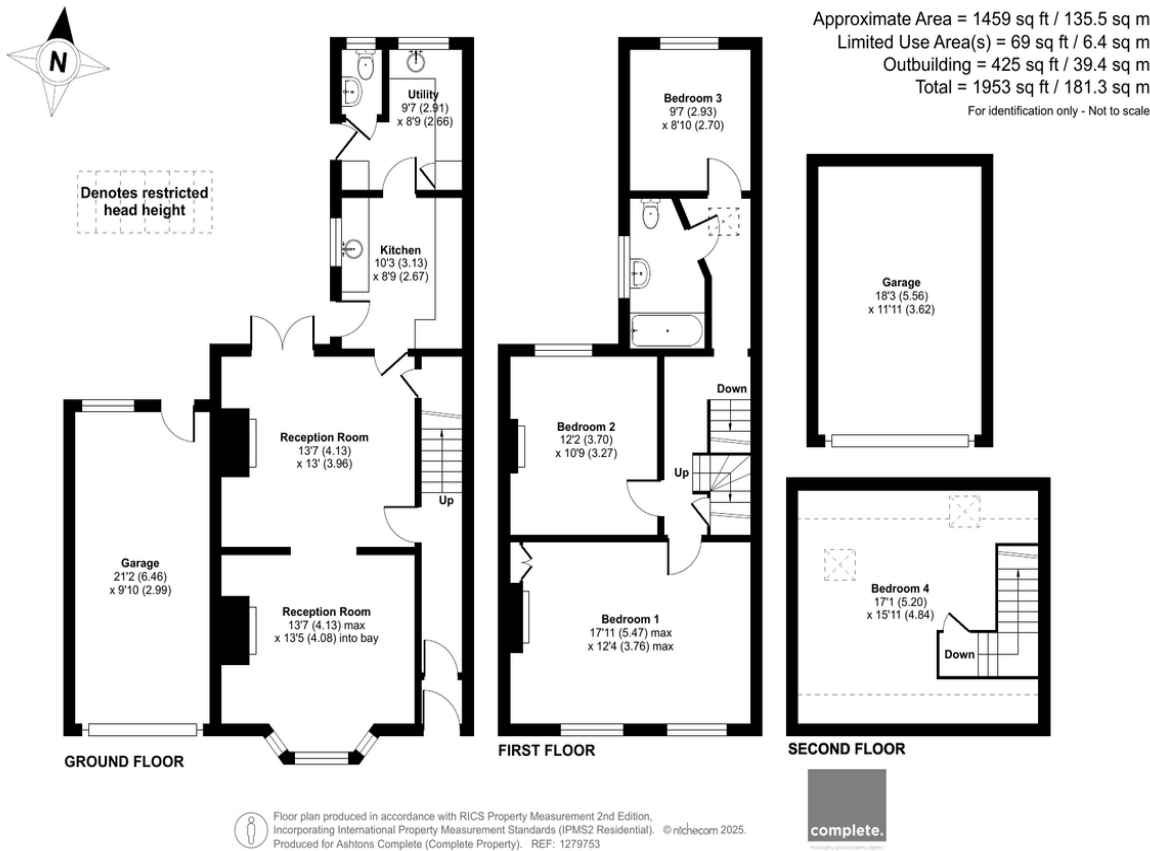 Approximate Area = 1459 sq ft / 135.5 sq m
Limited Use Area(s) = 69 sq ft / 6.4 sq m
Outbuilding = 425 sq ft / 39.4 sq m
Total = 1953 sq ft / 181.3 sq m
For identification only - Not to scale
N
Denotes restricted
head height
Utility
9'7 (2.91)
x 8'9 (2.66)
Kitchen
10'3 (3.13)
x 8'9 (2.67)
Reception Room
13'7 (4.13)
x 13' (3.96)
Up
Garage
21'2 (6.46)
x 9'10 (2.99)
Reception Room
13'7 (4.13) max
x 13'5 (4.08) into bay
GROUND FLOOR
Bedroom 3
9'7 (2.93)
x 8'10 (2.70)
Down
Bedroom 2
12'2 (3.70)
x 10'9 (3.27)
Up
Bedroom 1
17'11 (5.47) max
x 12'4 (3.76) max
FIRST FLOOR
Garage
18'3 (5.56)
x 11'11 (3.62)
Bedroom 4
17'1 (5.20)
x 15'11 (4.84)
Down
SECOND FLOOR
Floor plan produced in accordance with RICS Property Measurement 2nd Edition,
Incorporating International Property Measurement Standards (IPMS2 Residential). © nichecom 2025.
Produced for Ashtons Complete (Complete Property). REF: 1279753
complete.